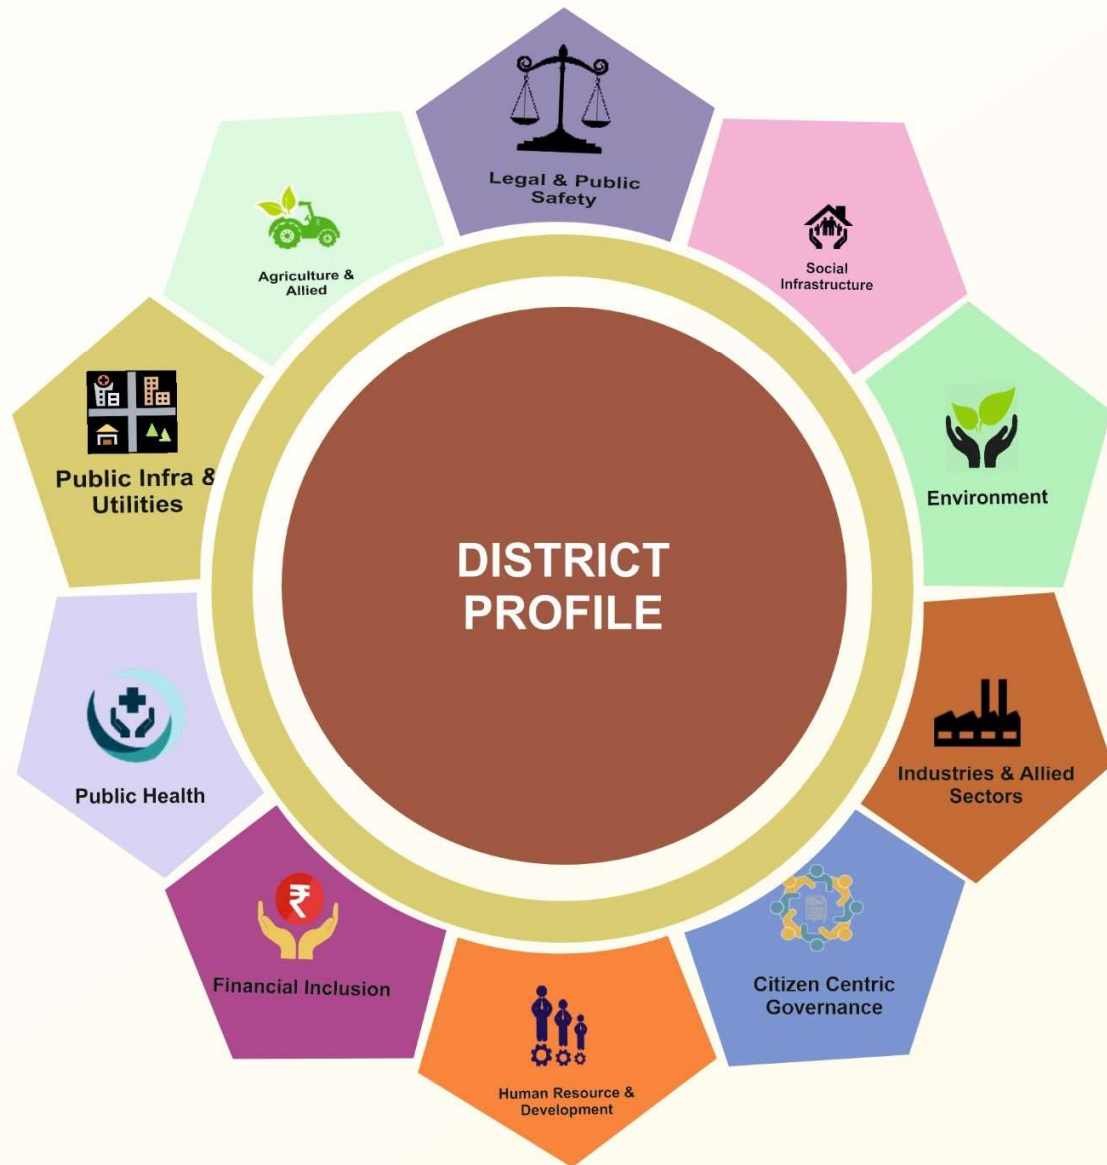 Legal & Public
Safety
Social
Infrastructure
Environment
Industries & Allied
Sectors
Citizen Centric
Governance
Human Resource &
Development
Financial Inclusion
Public Health
Public Infra &
Utilities
Agriculture &
Allied
DISTRICT
PROFILE
₹